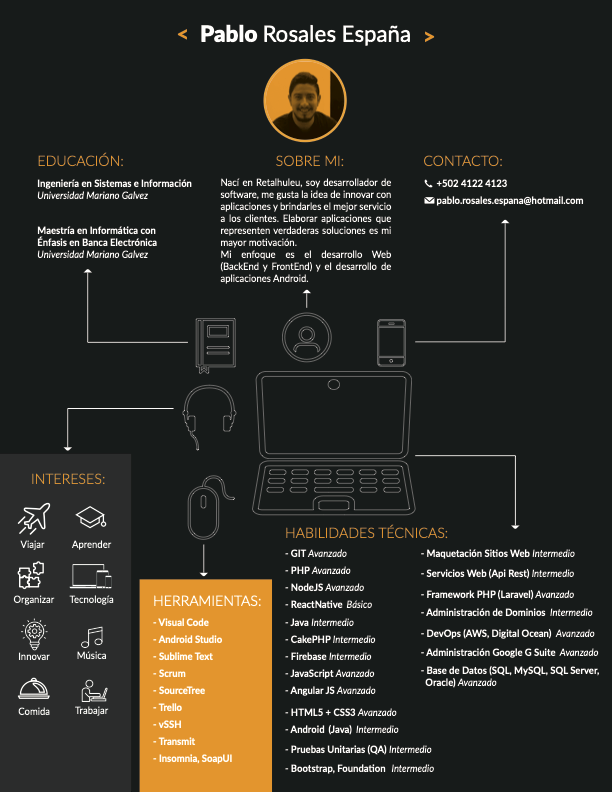 < Pablo Rosales España >
EDUCACIÓN:
Ingeniería en Sistemas e Información
Universidad Mariano Galvez
Maestría en Informática con
Énfasis en Banca Electrónica
Universidad Mariano Galvez
SOBRE MI:
Nací en Retalhuleu, soy desarrollador de
software, me gusta la idea de innovar con
aplicaciones y brindarles el mejor servicio
a los clientes. Elaborar aplicaciones que
representen verdaderas soluciones es mi
mayor motivación.
Mi enfoque es el desarrollo Web
(BackEnd y FrontEnd) y el desarrollo de
aplicaciones Android.
CONTACTO:
+502 4122 4123
pablo.rosales.espana@hotmail.com
INTERESES:
Viajar Aprender
Organizar Tecnología
Innovar Música
Comida Trabajar
HERRAMIENTAS:
- Visual Code
- Android Studio
- Sublime Text
- Scrum
- SourceTree
- Trello
- vSSH
- Transmit
- Insomnia, SoapUI
HABILIDADES TÉCNICAS:
- GIT Avanzado
- PHP Avanzado
- NodeJS Avanzado
- ReactNative Básico
- Java Intermedio
- CakePHP Intermedio
- Firebase Intermedio
- JavaScript Avanzado
- Angular JS Avanzado
- HTML5 + CSS3 Avanzado
- Android (Java) Intermedio
- Pruebas Unitarias (QA) Intermedio
- Bootstrap, Foundation Intermedio
- Maquetación Sitios Web Intermedio
- Servicios Web (Api Rest) Intermedio
- Framework PHP (Laravel) Avanzado
- Administración de Dominios Intermedio
- DevOps (AWS, Digital Ocean) Avanzado
- Administración Google G Suite Avanzado
- Base de Datos (SQL, MySQL, SQL Server,
Oracle) Avanzado